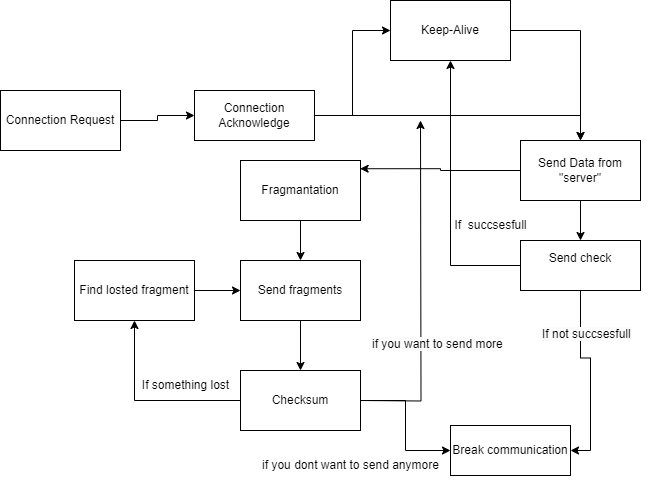 Keep-Alive
Connection Request
Connection
Acknowledge
Send Data from
"server"
Fragmantation
If  succsesfull
Send check
Find losted fragment
Send fragments
If not succsesfull
if you want to send more
If something lost
Checksum
Break communication
if you dont want to send anymore